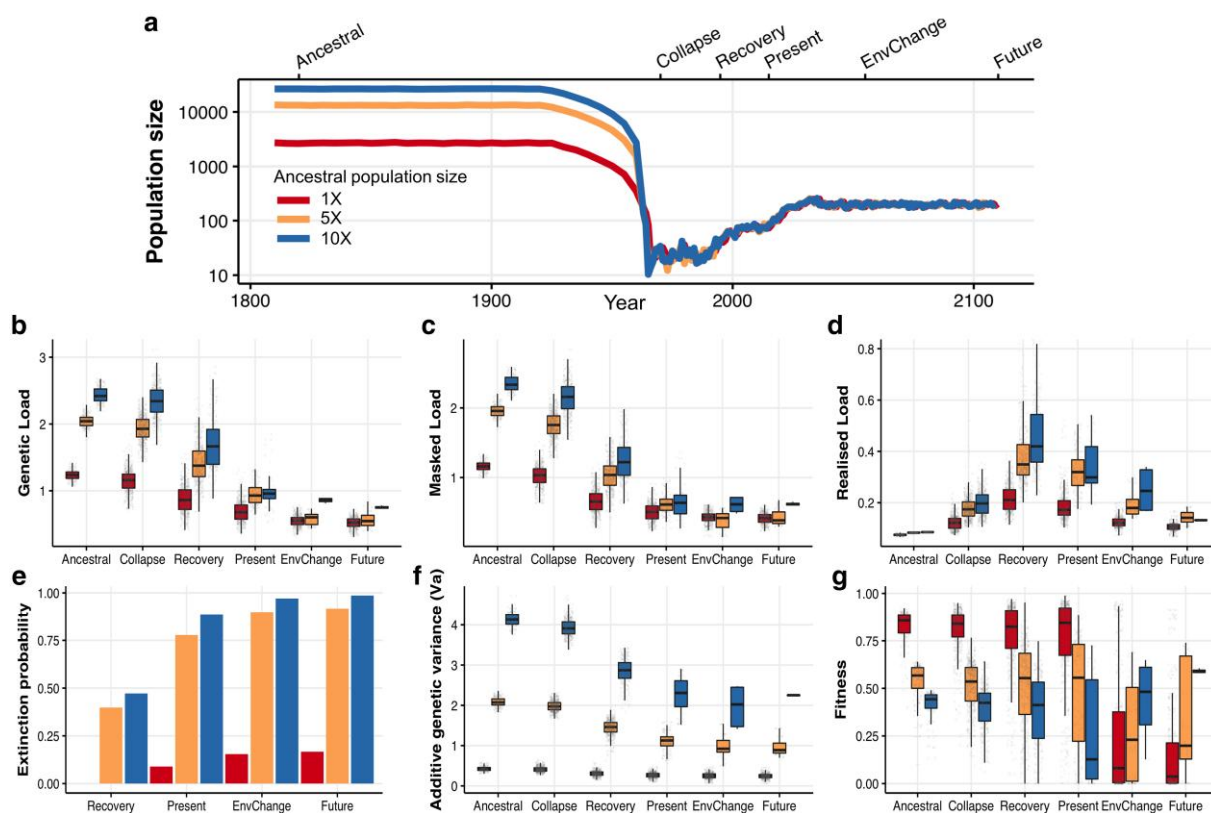 a
Ancestral
Collapse
Recovery
Present
EnvChange
Future
Population size
10000
1000
100
10
Ancestral population size
1X
5X
10X
1800
1900
Year
2000
2100
b
Genetic Load
3
2
1
Ancestral Collapse Recovery Present EnvChange Future
c
Masked Load
2
1
Ancestral Collapse Recovery Present EnvChange Future
d
Realised Load
0.8
0.6
0.4
0.2
Ancestral Collapse Recovery Present EnvChange Future
e
Extinction probability
1.00
0.75
0.50
0.25
0.00
Recovery Present EnvChange Future
f
Additive genetic variance (Va)
4
3
2
1
0
Ancestral Collapse Recovery Present EnvChange Future
g
Fitness
1.00
0.75
0.50
0.25
0.00
Ancestral Collapse Recovery Present EnvChange Future